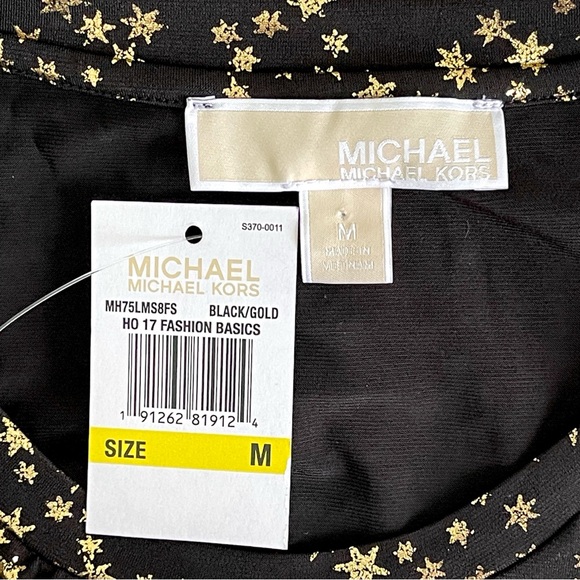 MICHAEL
MICHAEL KORS
M
MADE IN
VIETNAM
S370-0011
MICHAEL
MICHAEL KORS
MH75LMS8FS BLACK/GOLD
HO 17 FASHION BASICS
1 91262 81912 4
SIZE M